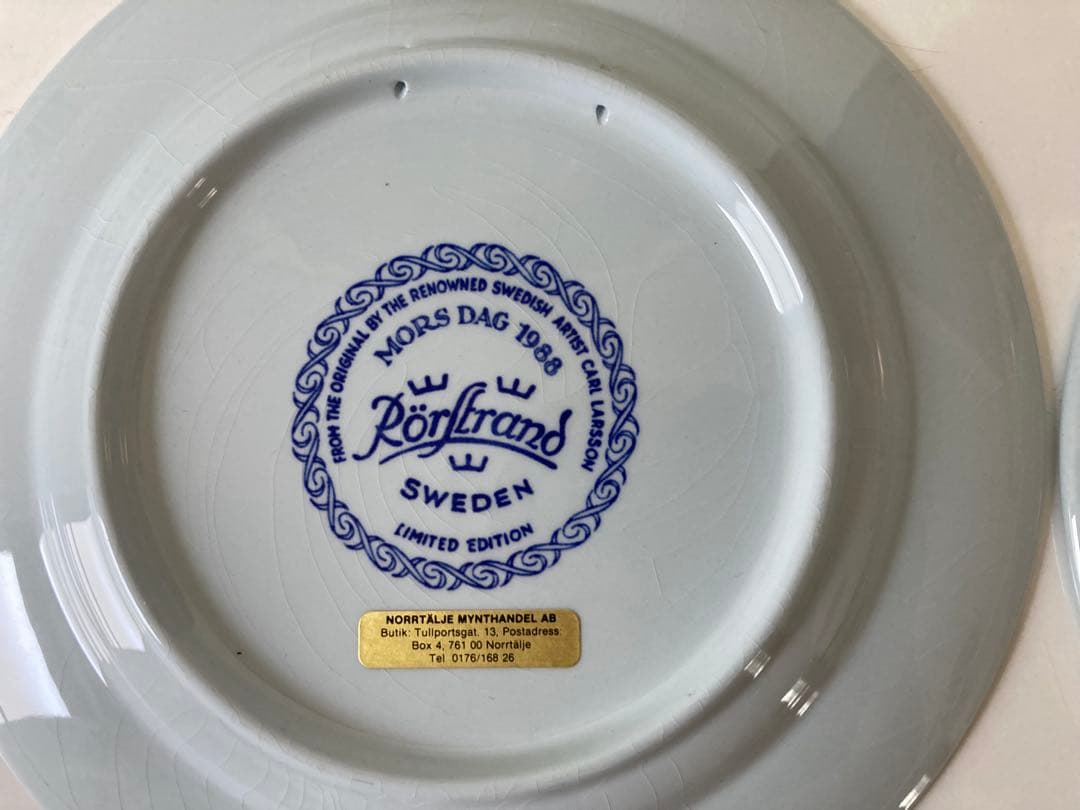 FROM THE ORIGINAL BY THE RENOWNED SWEDISH ARTIST CARL LARSSON
MORS DAG 1988
Rörstrand
SWEDEN
LIMITED EDITION
NORRTÄLJE MYNTHANDEL AB
Butik: Tullportsgat. 13, Postadress:
Box 4, 761 00 Norrtälje
Tel 0176/168 26